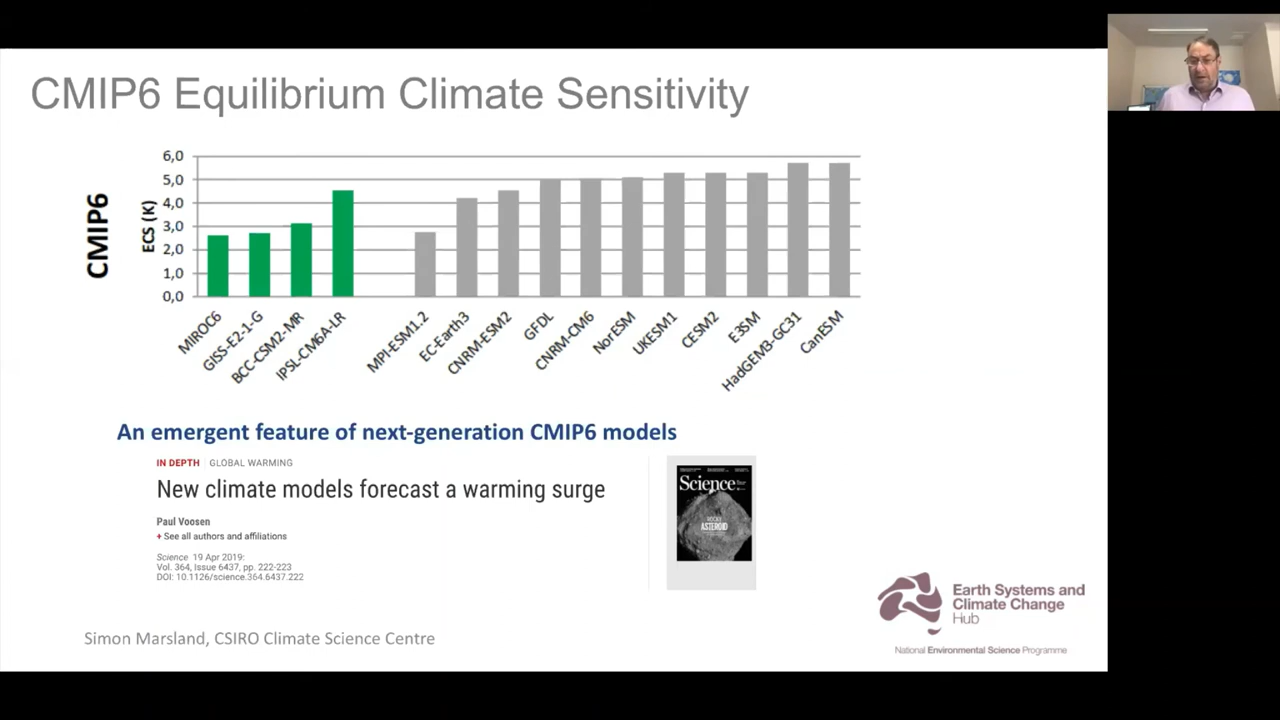 CMIP6 Equilibrium Climate Sensitivity
CMIP6
ECS (K)
6,0
5,0
4,0
3,0
2,0
1,0
0,0
MIROC6
GISS-E2-1-G
BCC-CSM2-MR
IPSL-CM6A-LR
MPI-ESM1.2
EC-Earth3
CNRM-ESM2
GFDL
CNRM-CM6
NorESM
UKESM1
CESM2
E3SM
HadGEM3-GC31
CanESM
An emergent feature of next-generation CMIP6 models
IN DEPTH GLOBAL WARMING
New climate models forecast a warming surge
Paul Voosen
+ See all authors and affiliations
Science 19 Apr 2019:
Vol. 364, Issue 6437, pp. 222-223
DOI: 10.1126/science.364.6437.222
Science
ASTEROID
Earth Systems and
Climate Change
Hub
National Environmental Science Programme
Simon Marsland, CSIRO Climate Science Centre